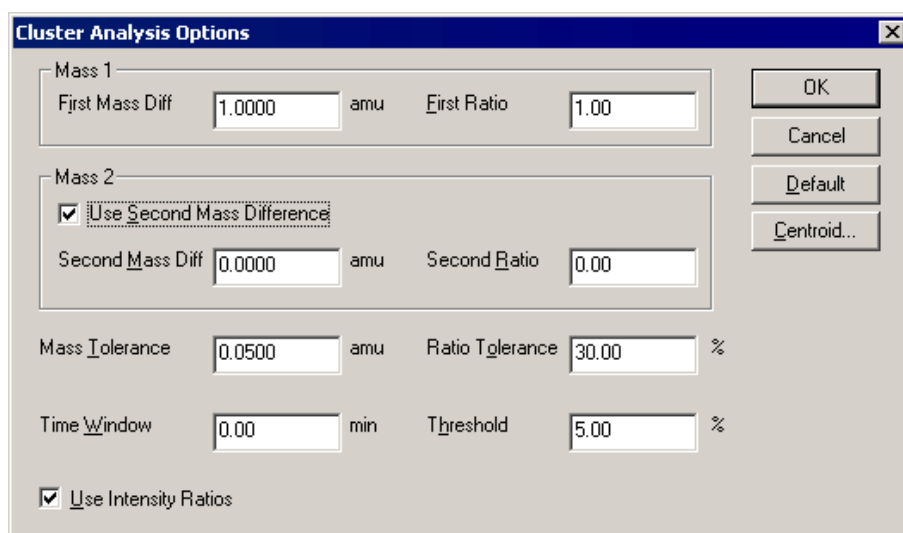 Cluster Analysis Options
Mass 1
First Mass Diff 1.0000 amu First Ratio 1.00
OK
Cancel
Mass 2
Use Second Mass Difference
Default
Centroid...
Second Mass Diff 0.0000 amu Second Ratio 0.00
Mass Tolerance 0.0500 amu Ratio Tolerance 30.00 %
Time Window 0.00 min Threshold 5.00 %
Use Intensity Ratios